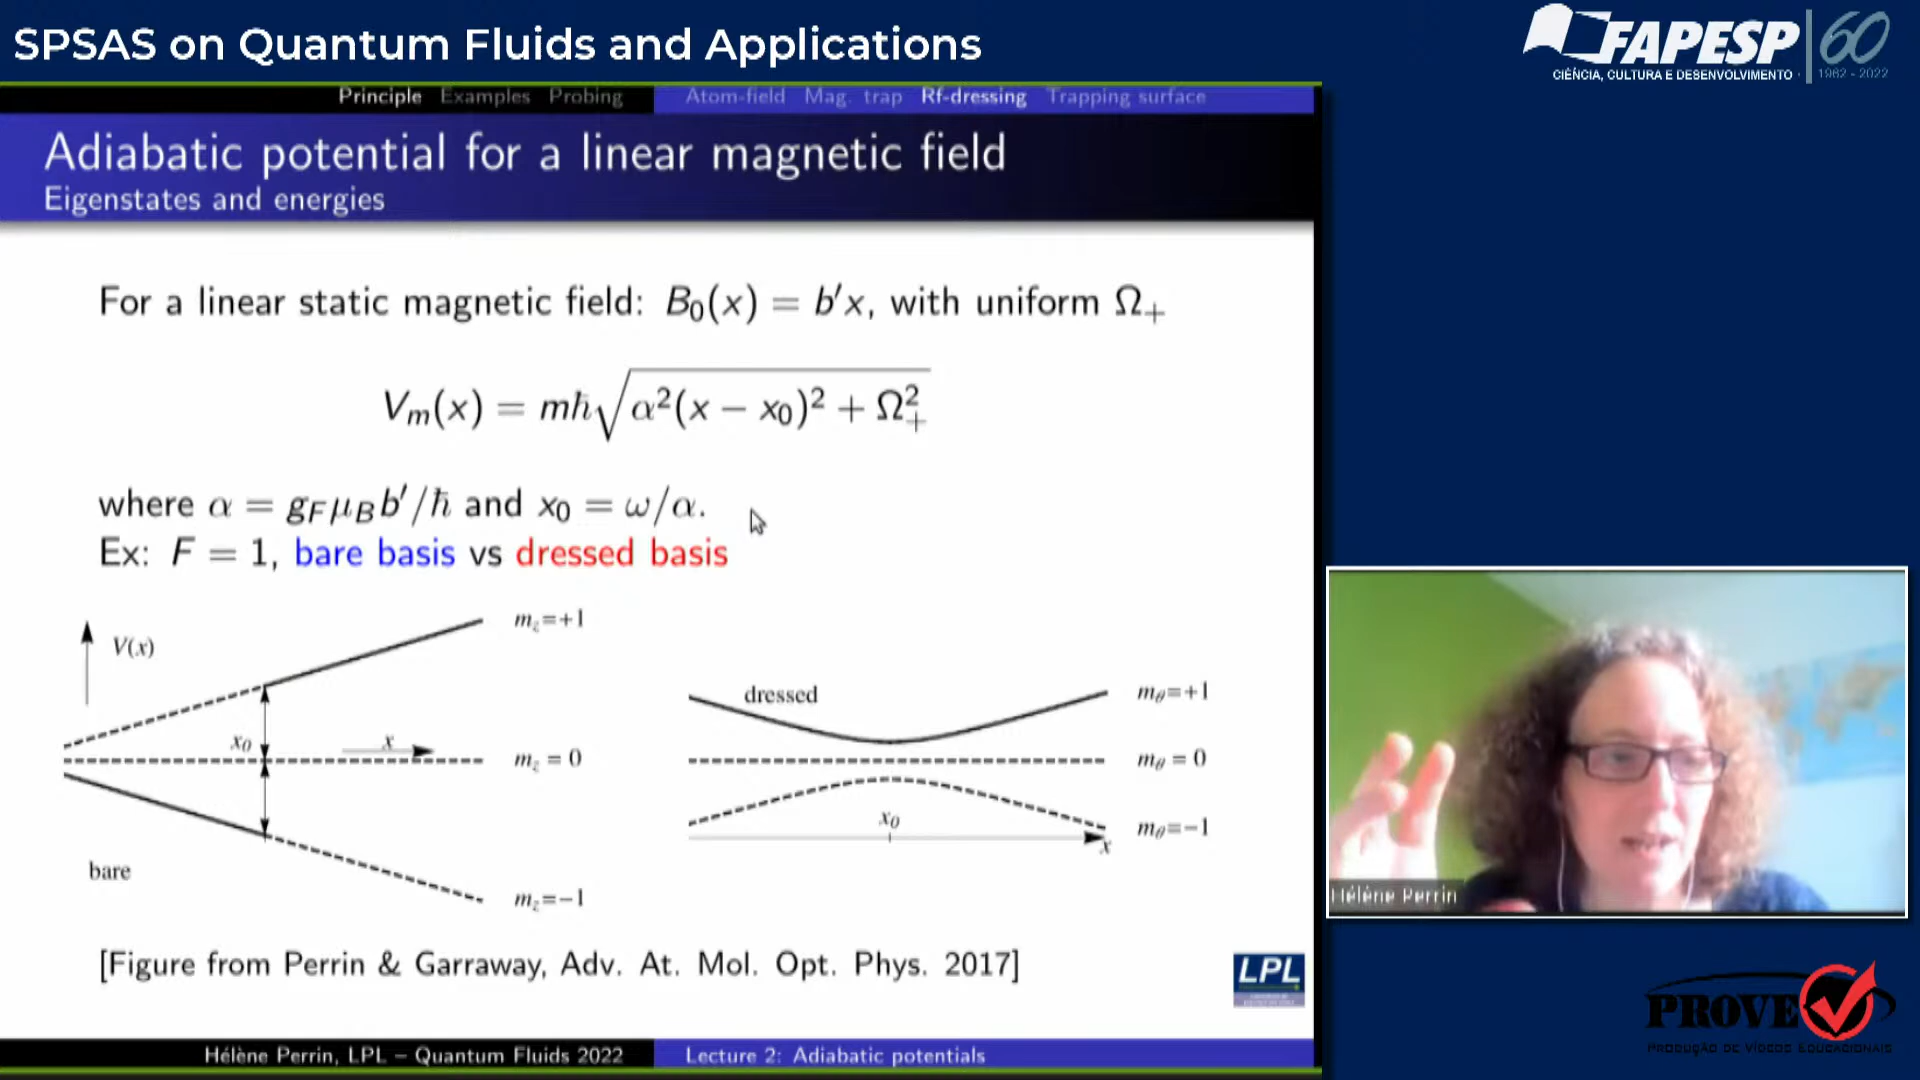 SPSAS on Quantum Fluids and Applications
FAPESP 60
CIÊNCIA, CULTURA E DESENVOLVIMENTO
1962 - 2022
Principle Examples Probing Atom-field Mag. trap Rf-dressing Trapping surface
Adiabatic potential for a linear magnetic field
Eigenstates and energies
For a linear static magnetic field: B₀(x) = b′x, with uniform Ω₊
Vₘ(x) = mħ√(α²(x − x₀)² + Ω₊²)
where α = g_F μ_B b′/ħ and x₀ = ω/α.
Ex: F = 1, bare basis vs dressed basis
V(x)
m_z=+1
x₀
x
m_z = 0
bare
m_z=−1
dressed
m_θ=+1
m_θ = 0
x₀
m_θ=−1
x
[Figure from Perrin & Garraway, Adv. At. Mol. Opt. Phys. 2017]
LPL
Hélène Perrin, LPL – Quantum Fluids 2022 Lecture 2: Adiabatic potentials
Hélène Perrin
PROVE
PRODUÇÃO DE VÍDEOS EDUCACIONAIS